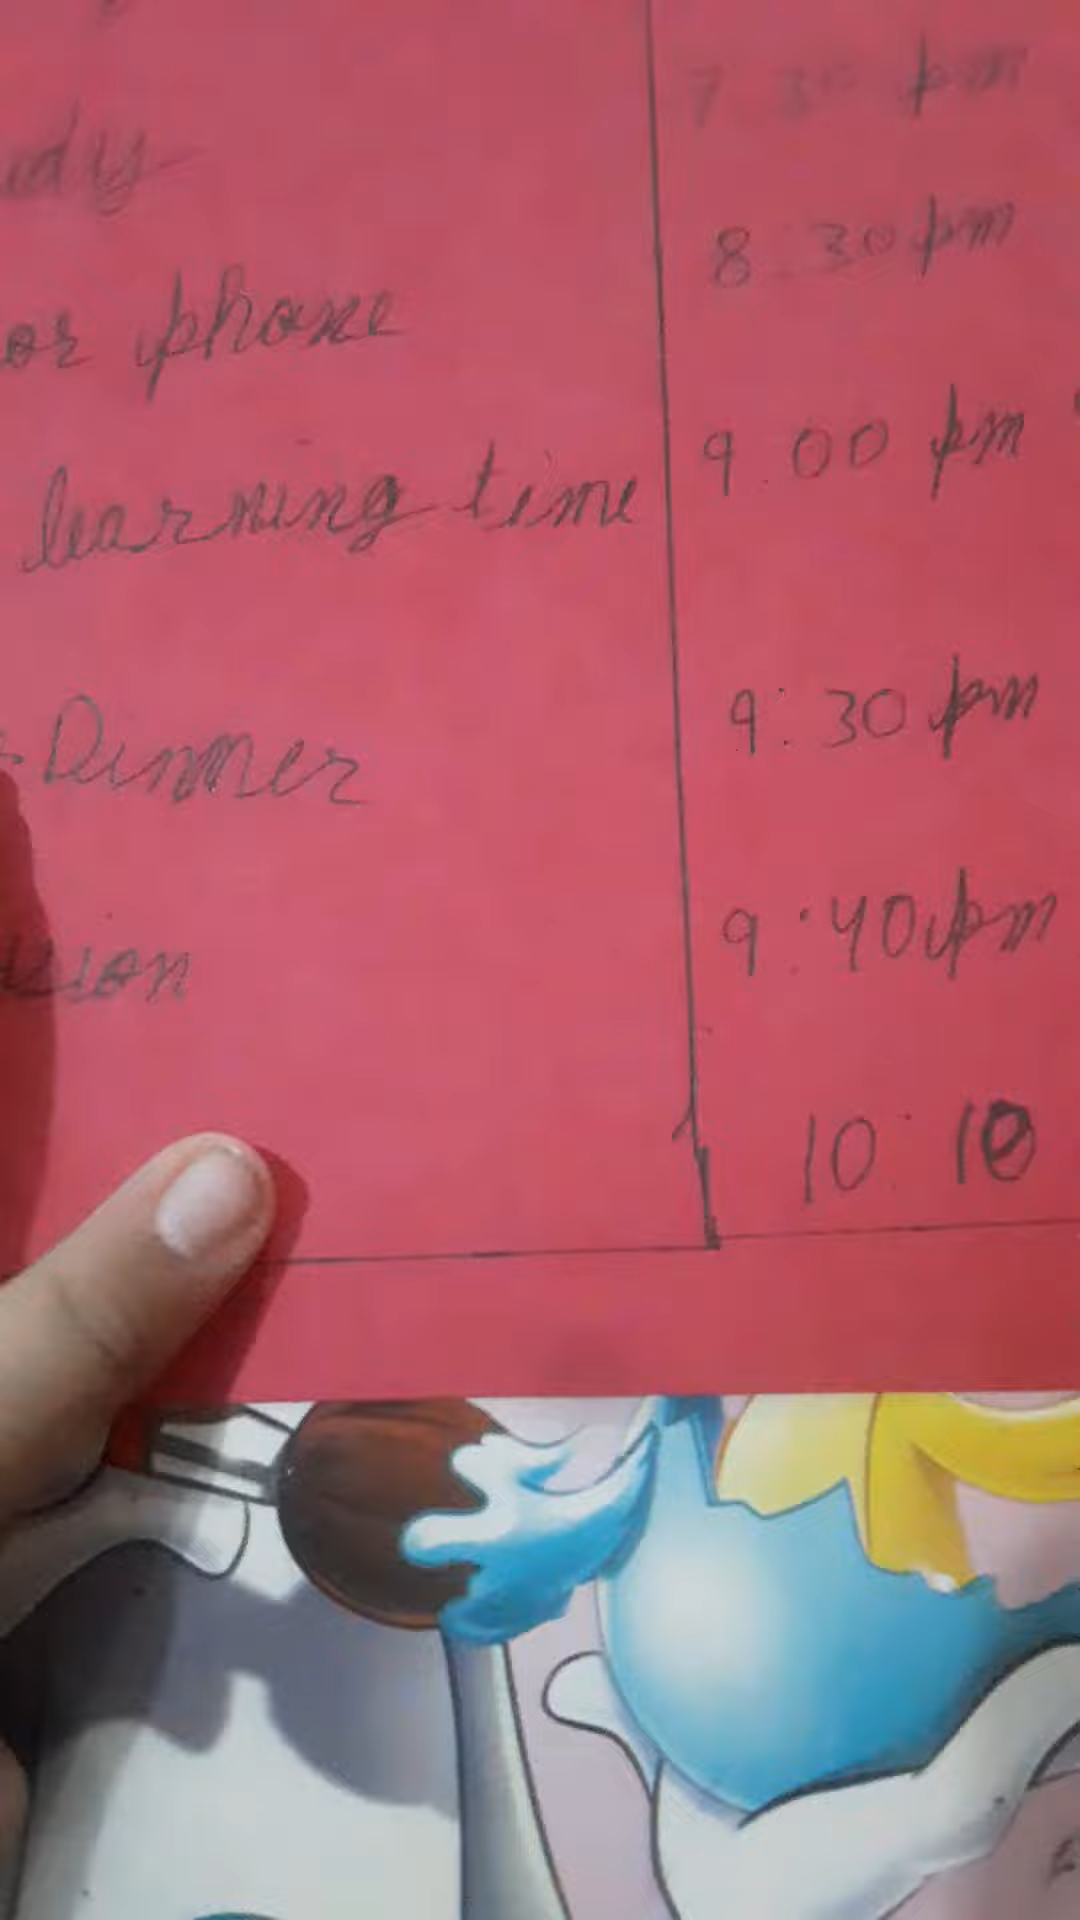 7 30 pm
8:30 pm
or phone
9.00 pm
learning time
9:30 pm
Dinner
9:40 pm
10:10